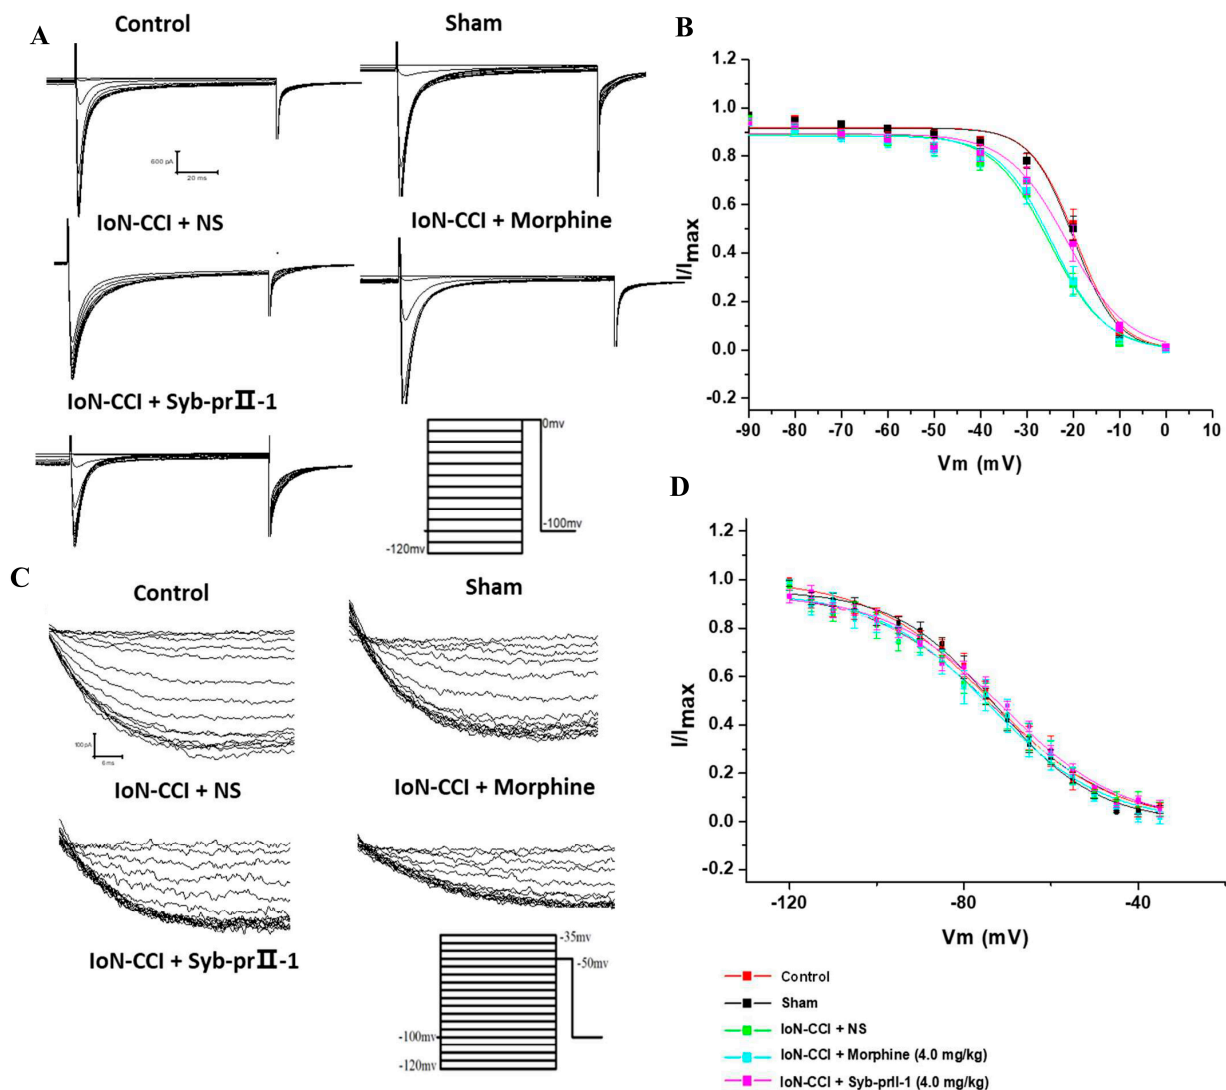 A
Control
Sham
600 pA
20 ms
IoN-CCI + NS
IoN-CCI + Morphine
IoN-CCI + Syb-prⅡ-1
0mv
-100mv
-120mv
B
1.2
1.0
0.8
0.6
0.4
0.2
0.0
-0.2
I/Imax
-90 -80 -70 -60 -50 -40 -30 -20 -10 0 10
Vm (mV)
C
Control
Sham
100 pA
6 ms
IoN-CCI + NS
IoN-CCI + Morphine
IoN-CCI + Syb-prⅡ-1
-35mv
-50mv
-100mv
-120mv
D
1.2
1.0
0.8
0.6
0.4
0.2
0.0
-0.2
I/Imax
-120 -80 -40
Vm (mV)
Control
Sham
IoN-CCI + NS
IoN-CCI + Morphine (4.0 mg/kg)
IoN-CCI + Syb-prII-1 (4.0 mg/kg)